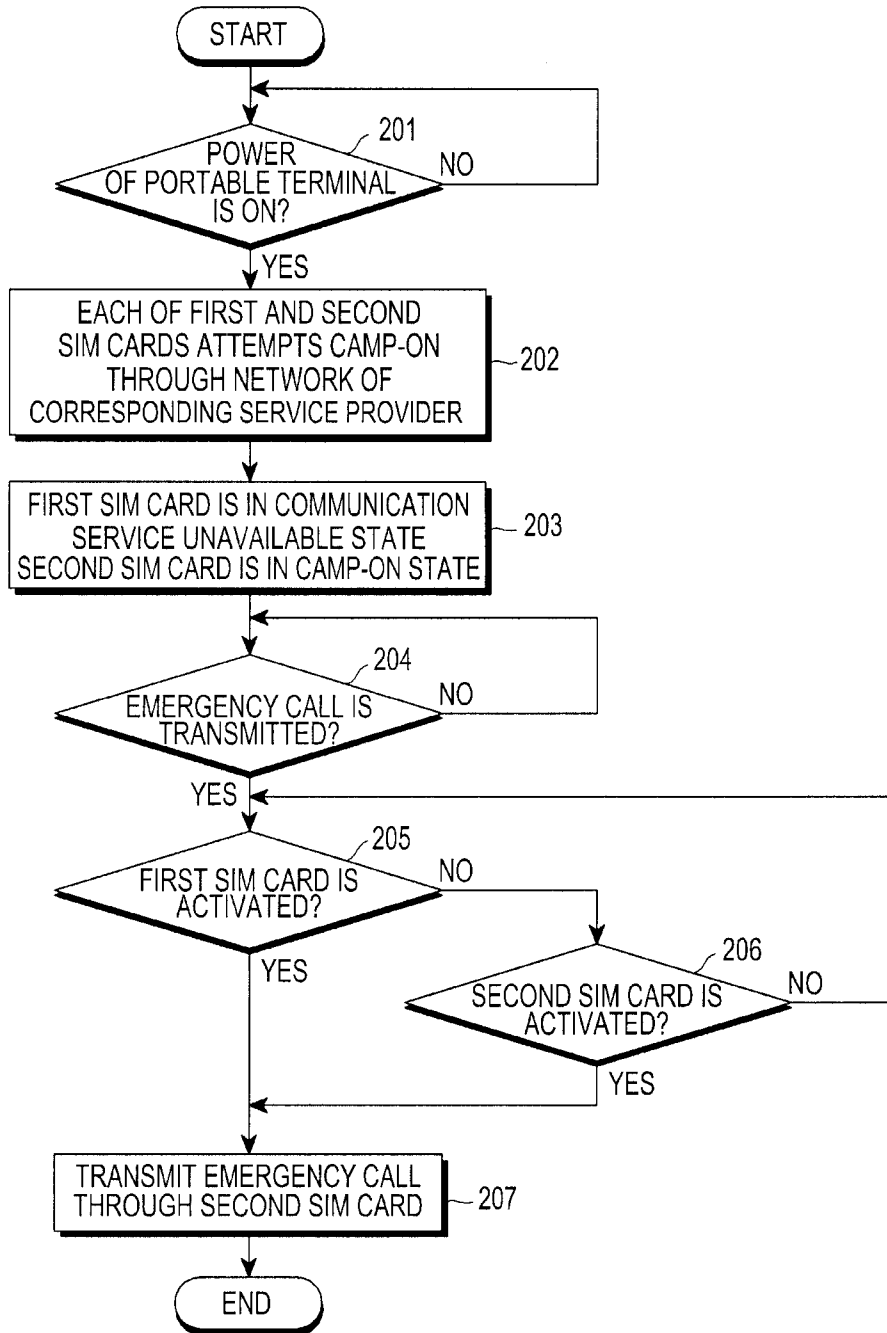 START
201
POWER
OF PORTABLE TERMINAL
IS ON?
NO
YES
EACH OF FIRST AND SECOND
SIM CARDS ATTEMPTS CAMP-ON
THROUGH NETWORK OF
CORRESPONDING SERVICE PROVIDER
202
FIRST SIM CARD IS IN COMMUNICATION
SERVICE UNAVAILABLE STATE
SECOND SIM CARD IS IN CAMP-ON STATE
203
204
EMERGENCY CALL IS
TRANSMITTED?
NO
YES
205
FIRST SIM CARD IS
ACTIVATED?
NO
YES
206
SECOND SIM CARD IS
ACTIVATED?
NO
YES
TRANSMIT EMERGENCY CALL
THROUGH SECOND SIM CARD
207
END